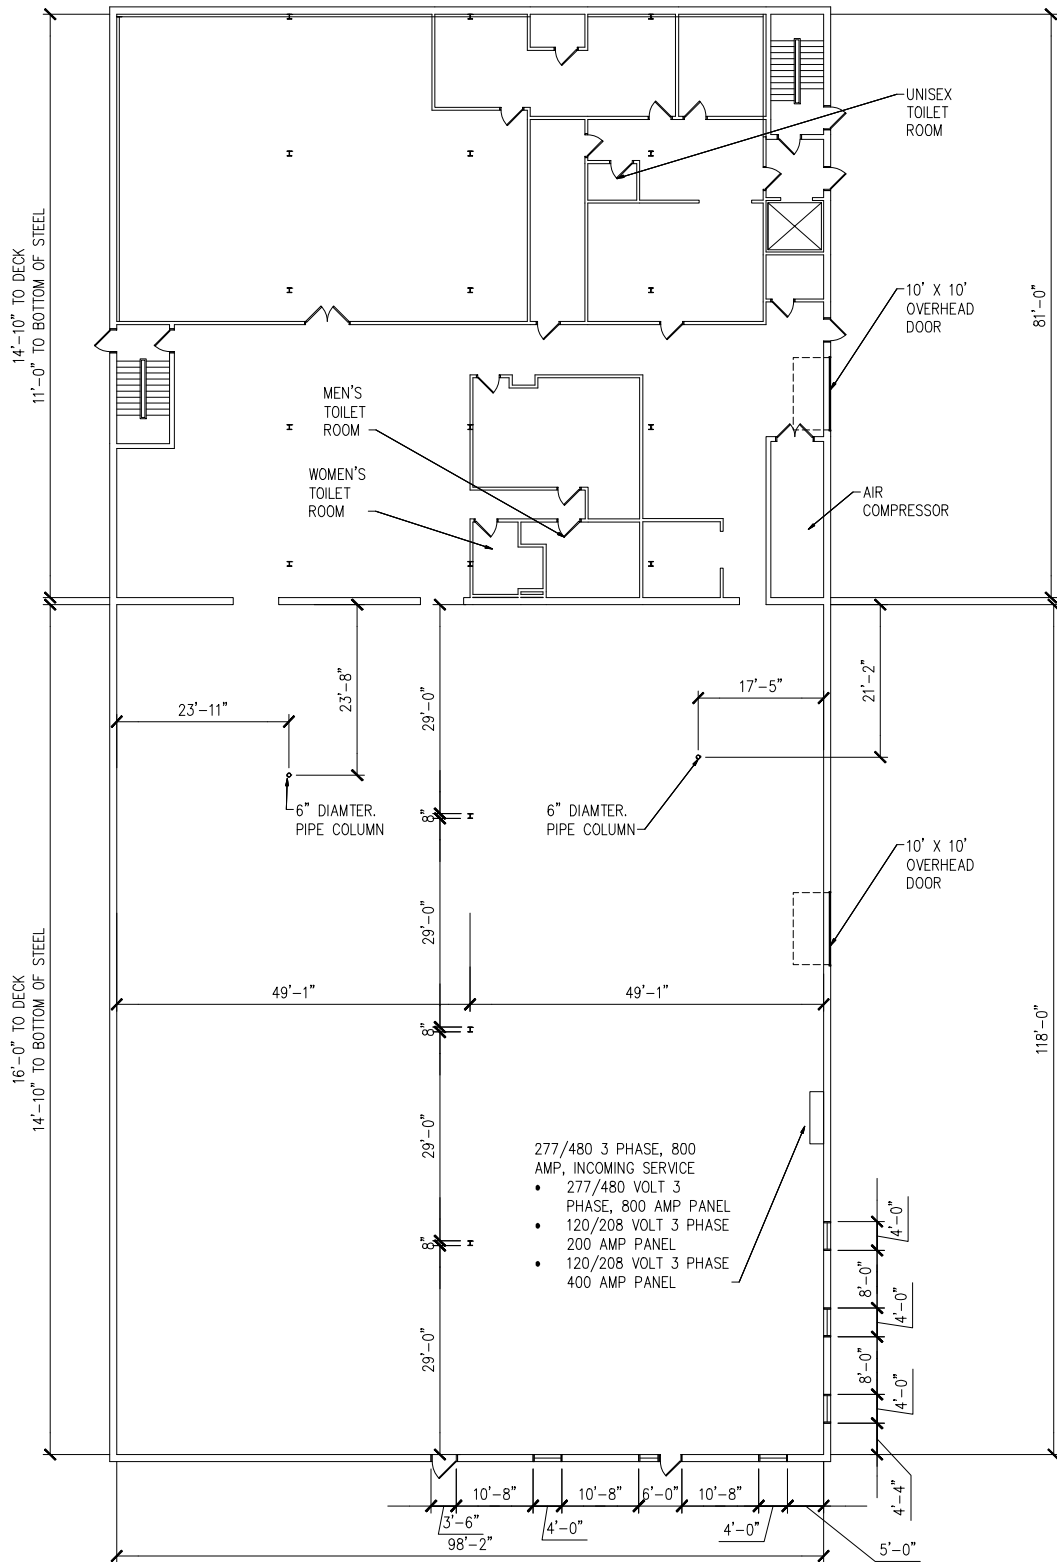 UNISEX
TOILET
ROOM
14'-10" TO DECK
11'-0" TO BOTTOM OF STEEL
81'-0"
10' X 10'
OVERHEAD
DOOR
MEN'S
TOILET
ROOM
WOMEN'S
TOILET
ROOM
AIR
COMPRESSOR
23'-11"
23'-8"
29'-0"
17'-5"
21'-2"
6" DIAMTER.
PIPE COLUMN
8"
6" DIAMTER.
PIPE COLUMN
10' X 10'
OVERHEAD
DOOR
29'-0"
16'-0" TO DECK
14'-10" TO BOTTOM OF STEEL
49'-1"
49'-1"
8"
118'-0"
29'-0"
277/480 3 PHASE, 800
AMP, INCOMING SERVICE
• 277/480 VOLT 3
PHASE, 800 AMP PANEL
• 120/208 VOLT 3 PHASE
200 AMP PANEL
• 120/208 VOLT 3 PHASE
400 AMP PANEL
8"
4'-0"
8'-0"
4'-0"
29'-0"
8'-0"
4'-0"
4'-4"
10'-8"
10'-8"
6'-0"
10'-8"
3'-6"
4'-0"
4'-0"
5'-0"
98'-2"